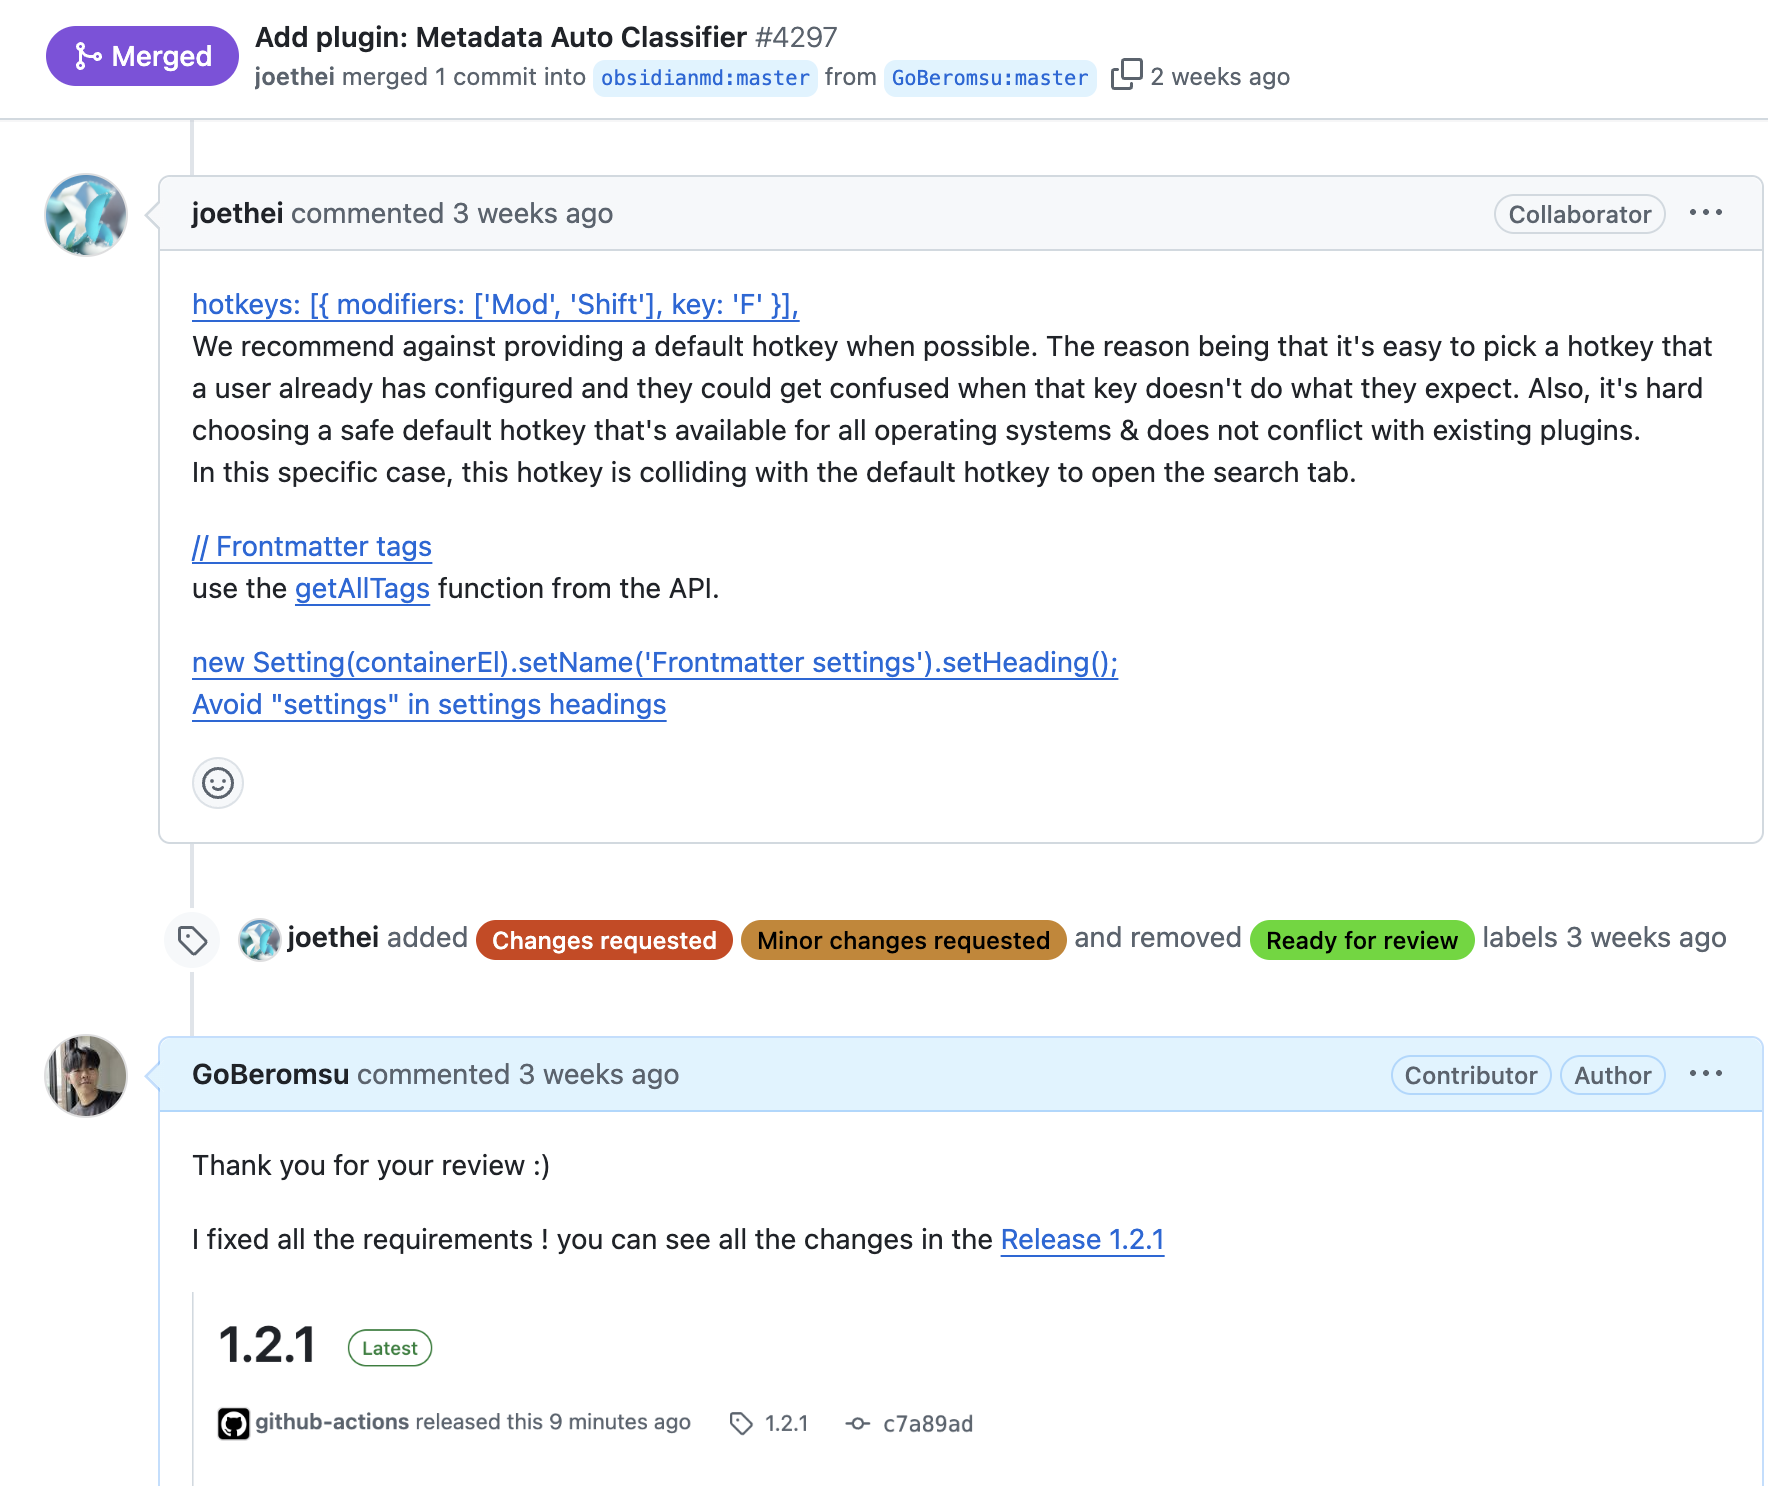 Merged
Add plugin: Metadata Auto Classifier #4297
joethei merged 1 commit into obsidianmd:master from GoBeromsu:master 2 weeks ago
joethei commented 3 weeks ago
Collaborator
hotkeys: [{ modifiers: ['Mod', 'Shift'], key: 'F' }],
We recommend against providing a default hotkey when possible. The reason being that it's easy to pick a hotkey that
a user already has configured and they could get confused when that key doesn't do what they expect. Also, it's hard
choosing a safe default hotkey that's available for all operating systems & does not conflict with existing plugins.
In this specific case, this hotkey is colliding with the default hotkey to open the search tab.
// Frontmatter tags
use the getAllTags function from the API.
new Setting(containerEl).setName('Frontmatter settings').setHeading();
Avoid "settings" in settings headings
joethei added Changes requested Minor changes requested and removed Ready for review labels 3 weeks ago
GoBeromsu commented 3 weeks ago
Contributor Author
Thank you for your review :)
I fixed all the requirements ! you can see all the changes in the Release 1.2.1
1.2.1 Latest
github-actions released this 9 minutes ago 1.2.1 c7a89ad